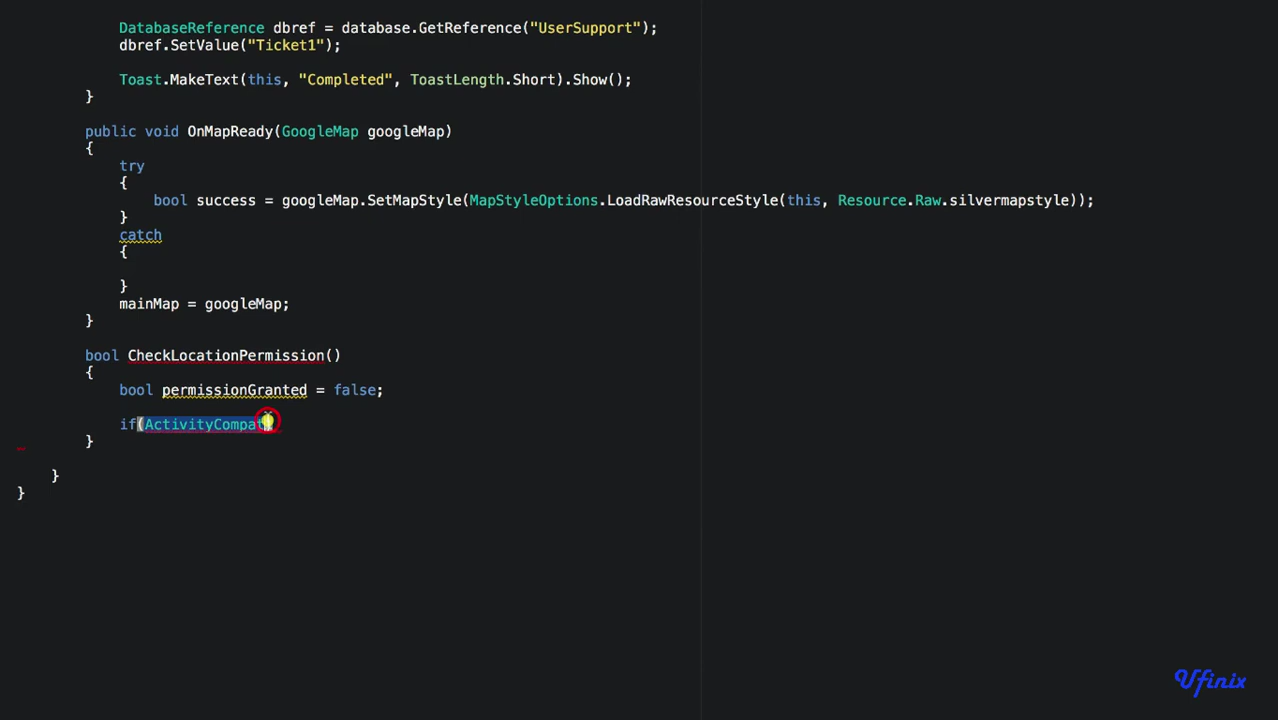 DatabaseReference dbref = database.GetReference("UserSupport");
dbref.SetValue("Ticket1");
Toast.MakeText(this, "Completed", ToastLength.Short).Show();
}
public void OnMapReady(GoogleMap googleMap)
{
try
{
bool success = googleMap.SetMapStyle(MapStyleOptions.LoadRawResourceStyle(this, Resource.Raw.silvermapstyle));
}
catch
{
}
mainMap = googleMap;
}
bool CheckLocationPermission()
{
bool permissionGranted = false;
if(ActivityCompat)
}
}
}
Ufinix